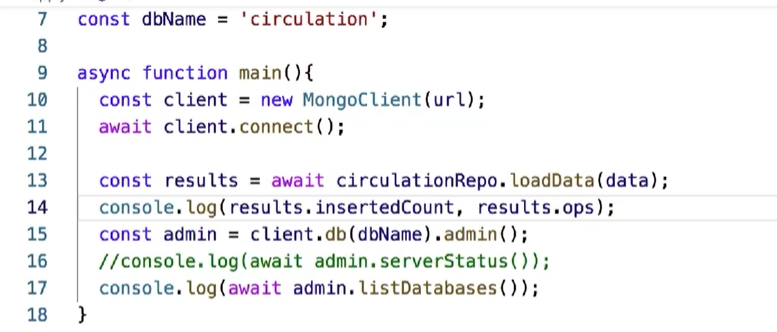 7 const dbName = 'circulation';
8
9 async function main(){
10 const client = new MongoClient(url);
11 await client.connect();
12
13 const results = await circulationRepo.loadData(data);
14 console.log(results.insertedCount, results.ops);
15 const admin = client.db(dbName).admin();
16 //console.log(await admin.serverStatus());
17 console.log(await admin.listDatabases());
18 }